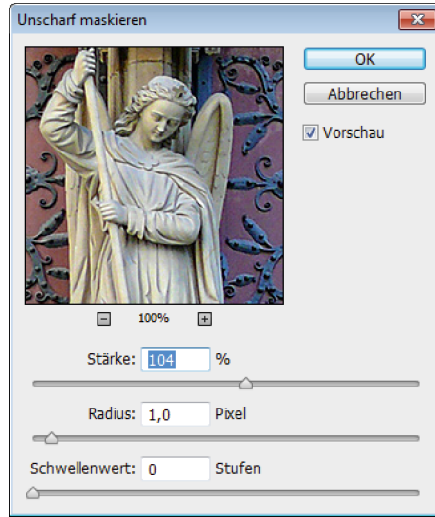 Unscharf maskieren
OK
Abbrechen
Vorschau
100%
Stärke: 104 %
Radius: 1,0 Pixel
Schwellenwert: 0 Stufen